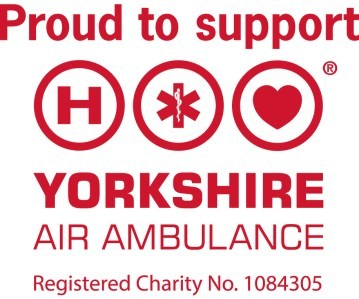 Proud to support
H
®
YORKSHIRE
AIR AMBULANCE
Registered Charity No. 1084305